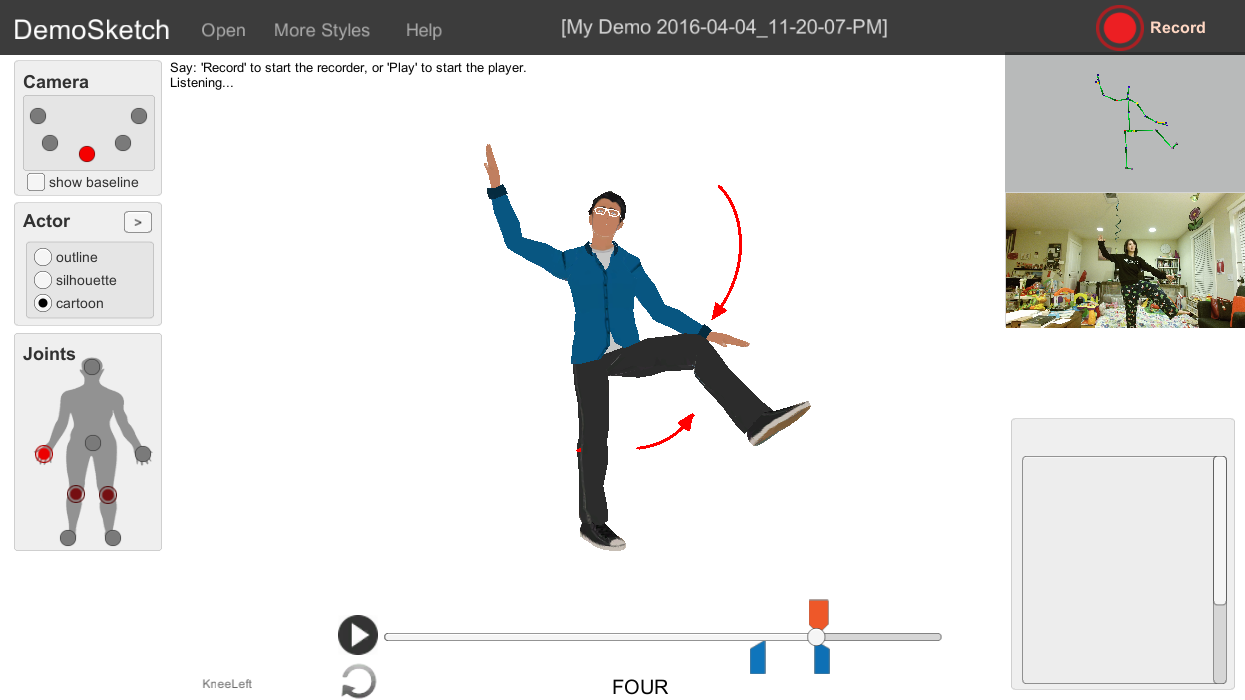 DemoSketch Open More Styles Help [My Demo 2016-04-04_11-20-07-PM] Record
Say: 'Record' to start the recorder, or 'Play' to start the player.
Listening...
Camera
show baseline
Actor >
outline
silhouette
cartoon
Joints
KneeLeft
FOUR